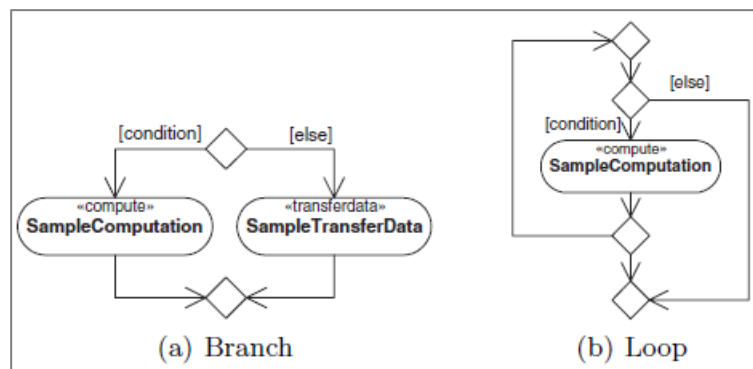 [condition]
[else]
«compute»
SampleComputation
«transferdata»
SampleTransferData
(a) Branch
[else]
[condition]
«compute»
SampleComputation
(b) Loop